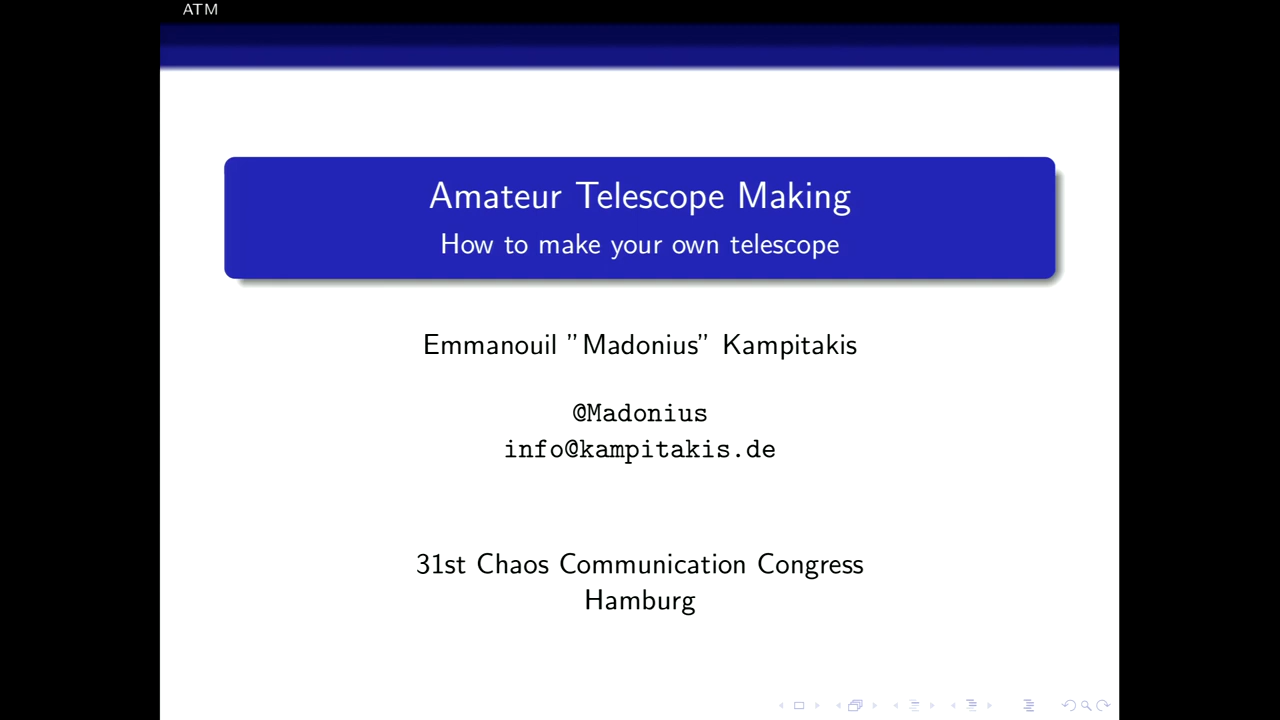 ATM
Amateur Telescope Making
How to make your own telescope
Emmanouil ”Madonius” Kampitakis
@Madonius
info@kampitakis.de
31st Chaos Communication Congress
Hamburg